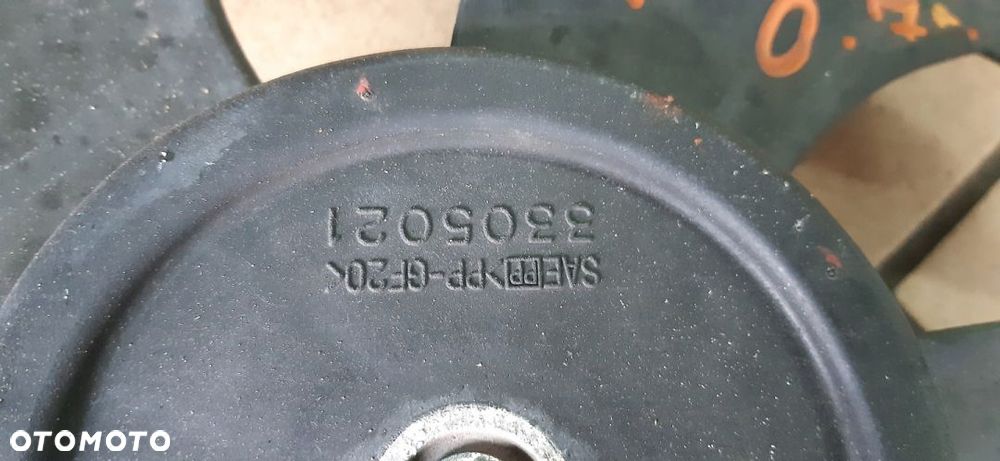 SAE PP >PP-GF20<
3305021
OTOMOTO